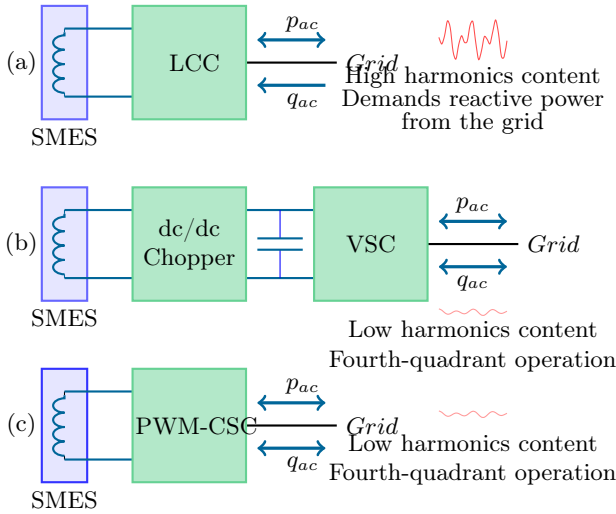 (a)
LCC
p_ac
Grid
q_ac
High harmonics content
Demands reactive power
from the grid
SMES
(b)
dc/dc
Chopper
VSC
p_ac
Grid
q_ac
SMES
Low harmonics content
Fourth-quadrant operation
(c)
PWM-CSC
p_ac
Grid
q_ac
Low harmonics content
Fourth-quadrant operation
SMES